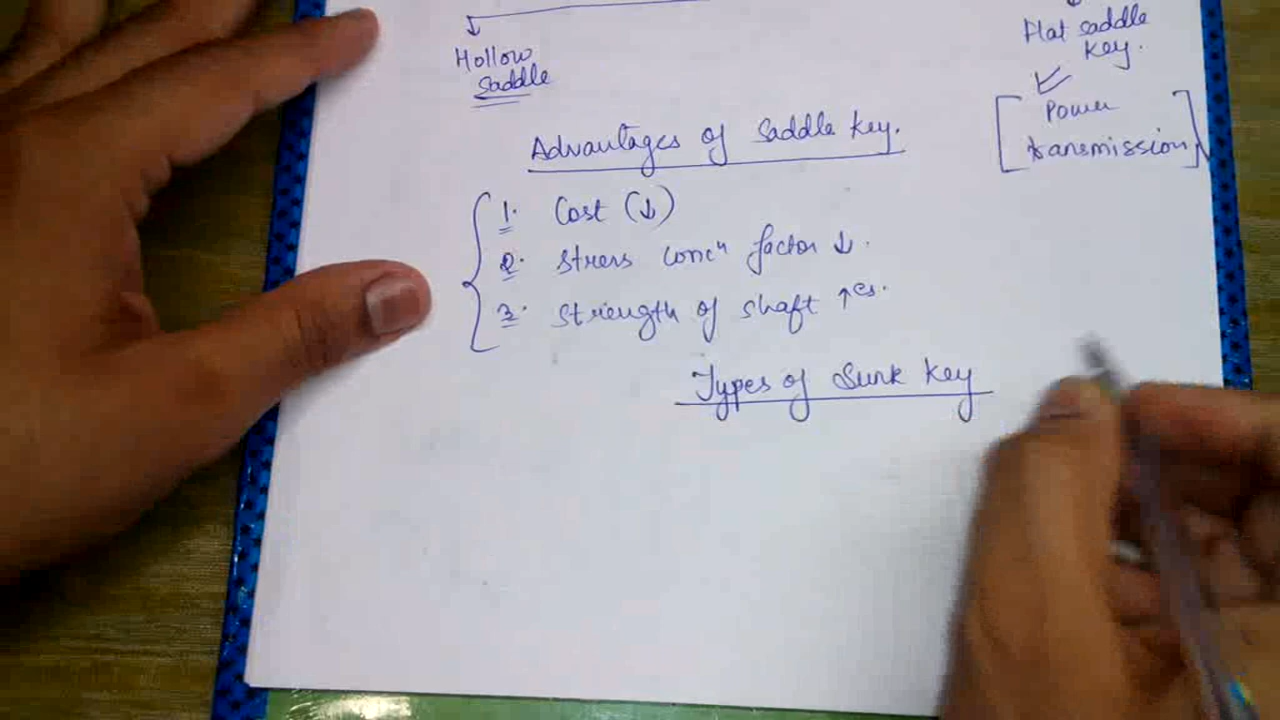 Hollow
saddle
Flat saddle
key.
Power
transmission
Advantages of saddle key.
1. Cost (↓)
2. Stress concⁿ factor ↓.
3. Strength of shaft ↑es.
Types of Sunk key